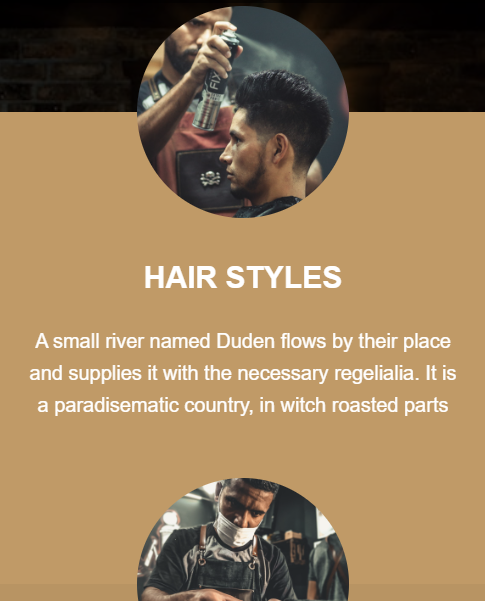 HAIR STYLES
A small river named Duden flows by their place
and supplies it with the necessary regelialia. It is
a paradisematic country, in witch roasted parts